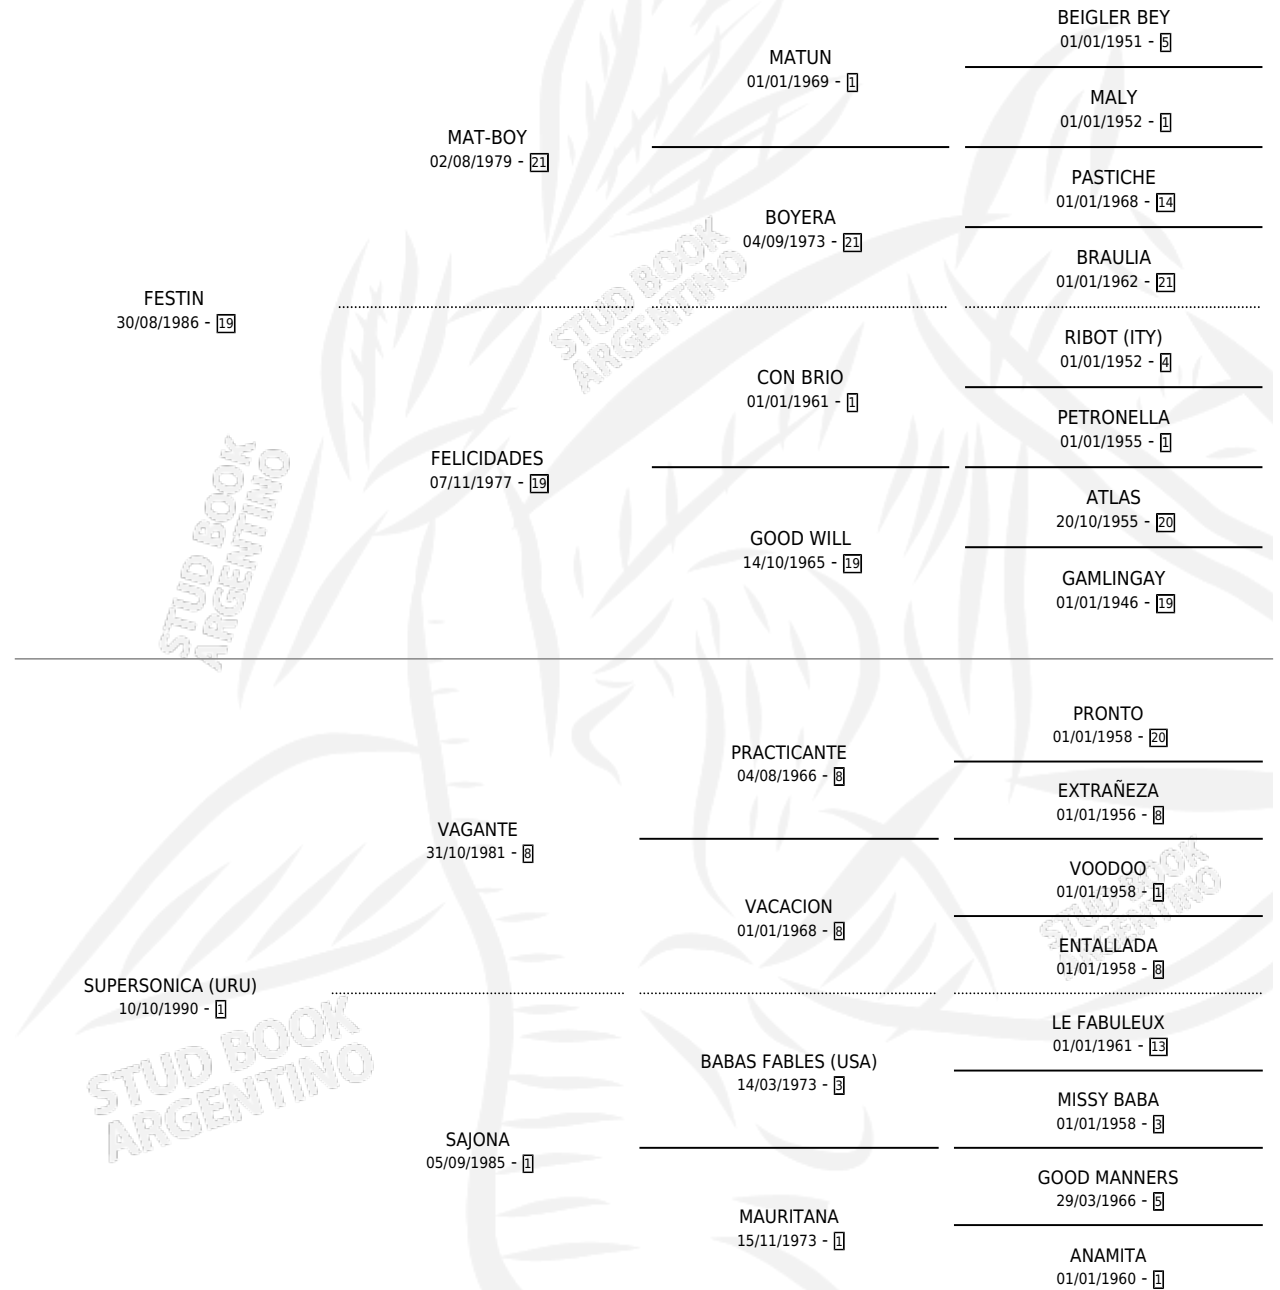 BEIGLER BEY
01/01/1951 - 5
MATUN
01/01/1969 - 1
MALY
01/01/1952 - 1
MAT-BOY
02/08/1979 - 21
PASTICHE
01/01/1968 - 14
BOYERA
04/09/1973 - 21
BRAULIA
01/01/1962 - 21
FESTIN
30/08/1986 - 19
RIBOT (ITY)
01/01/1952 - 4
CON BRIO
01/01/1961 - 1
PETRONELLA
01/01/1955 - 1
FELICIDADES
07/11/1977 - 19
ATLAS
20/10/1955 - 20
GOOD WILL
14/10/1965 - 19
GAMLINGAY
01/01/1946 - 19
PRONTO
01/01/1958 - 20
PRACTICANTE
04/08/1966 - 8
EXTRAÑEZA
01/01/1956 - 8
VAGANTE
31/10/1981 - 8
VOODOO
01/01/1958 - 1
VACACION
01/01/1968 - 8
ENTALLADA
01/01/1958 - 8
SUPERSONICA (URU)
10/10/1990 - 1
LE FABULEUX
01/01/1961 - 13
BABAS FABLES (USA)
14/03/1973 - 3
MISSY BABA
01/01/1958 - 3
SAJONA
05/09/1985 - 1
GOOD MANNERS
29/03/1966 - 5
MAURITANA
15/11/1973 - 1
ANAMITA
01/01/1960 - 1
STUD BOOK
ARGENTINO
STUD BOOK
ARGENTINO
STUD BOOK
ARGENTINO
STUD BOOK
ARGENTINO